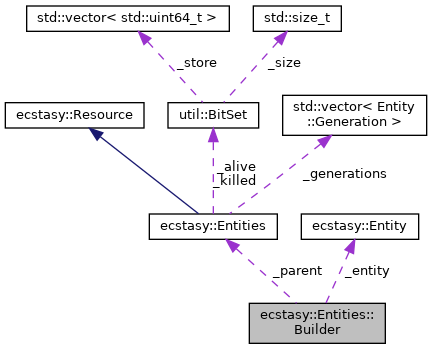 std::vector< std::uint64_t >
std::size_t
_store
_size
ecstasy::Resource
util::BitSet
std::vector< Entity
::Generation >
_alive
_killed
_generations
ecstasy::Entities
ecstasy::Entity
_parent
_entity
ecstasy::Entities::
Builder